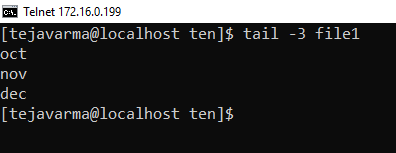 C:\. Telnet 172.16.0.199
[tejavarma@localhost ten]$ tail -3 file1
oct
nov
dec
[tejavarma@localhost ten]$